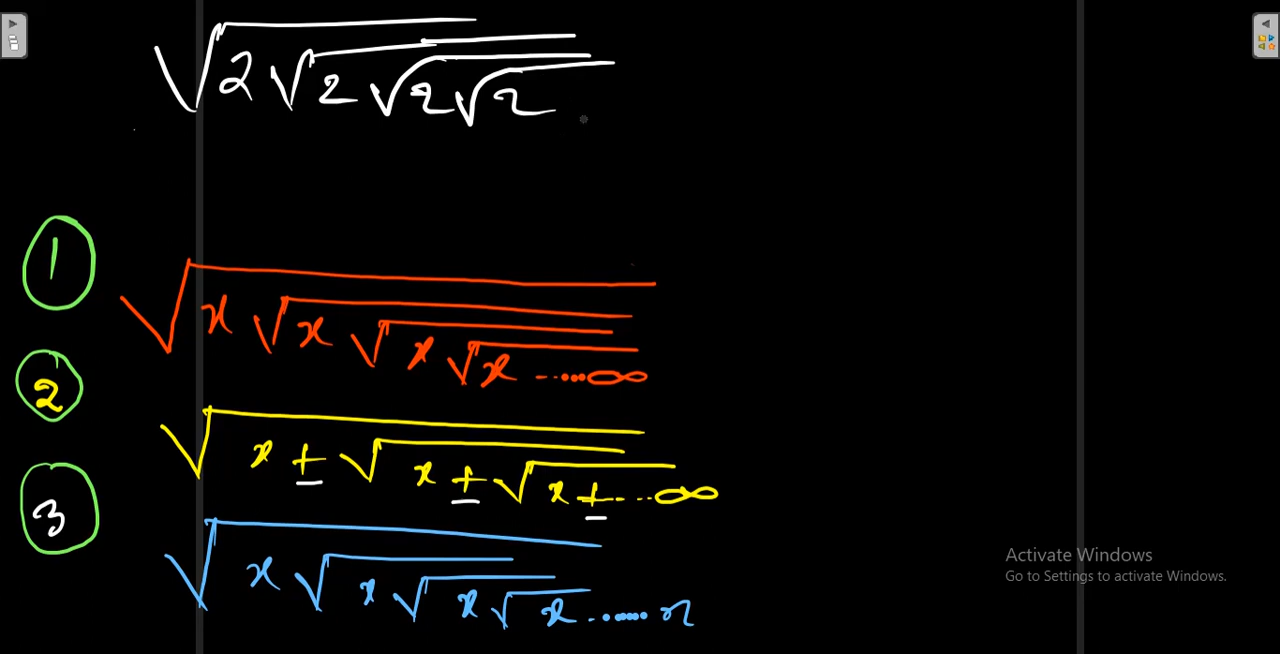 √2√2√2√2
1
√x√x√x√x ......∞
2
√x±√x±√x±....∞
3
√x√x√x√x ......n
Activate Windows
Go to Settings to activate Windows.